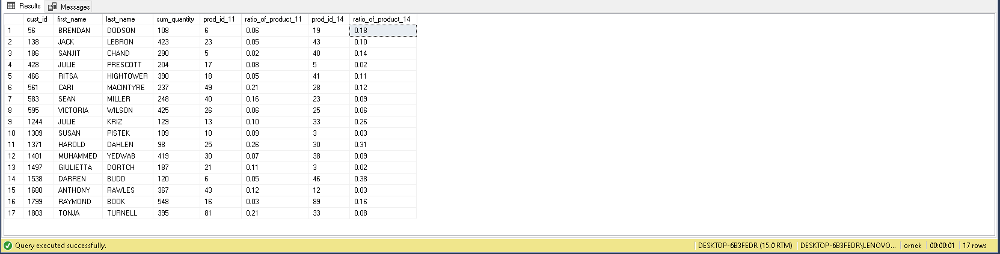 Results Messages
cust_id first_name last_name sum_quantity prod_id_11 ratio_of_product_11 prod_id_14 ratio_of_product_14
1 56 BRENDAN DODSON 108 6 0.06 19 0.18
2 138 JACK LEBRON 423 23 0.05 43 0.10
3 186 SANJIT CHAND 290 5 0.02 40 0.14
4 428 JULIE PRESCOTT 204 17 0.08 5 0.02
5 466 RITSA HIGHTOWER 390 18 0.05 41 0.11
6 561 CARI MACINTYRE 237 49 0.21 28 0.12
7 583 SEAN MILLER 248 40 0.16 23 0.09
8 595 VICTORIA WILSON 425 26 0.06 25 0.06
9 1244 JULIE KRIZ 129 13 0.10 33 0.26
10 1309 SUSAN PISTEK 109 10 0.09 3 0.03
11 1371 HAROLD DAHLEN 98 25 0.26 30 0.31
12 1401 MUHAMMED YEDWAB 419 30 0.07 38 0.09
13 1497 GIULIETTA DORTCH 187 21 0.11 3 0.02
14 1538 DARREN BUDD 120 6 0.05 46 0.38
15 1680 ANTHONY RAWLES 367 43 0.12 12 0.03
16 1799 RAYMOND BOOK 548 16 0.03 89 0.16
17 1803 TONJA TURNELL 395 81 0.21 33 0.08
Query executed successfully. DESKTOP-6B3FEDR (15.0 RTM) DESKTOP-6B3FEDR\LENOVO... ornek 00:00:01 17 rows